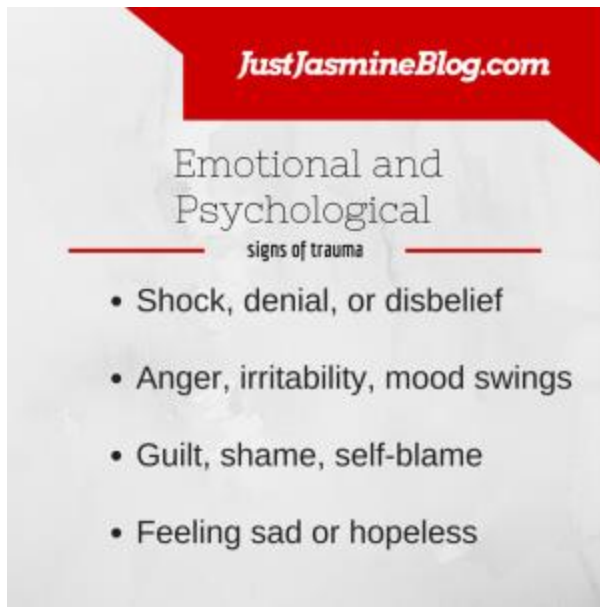 JustJasmineBlog.com
Emotional and
Psychological
signs of trauma
• Shock, denial, or disbelief
• Anger, irritability, mood swings
• Guilt, shame, self-blame
• Feeling sad or hopeless